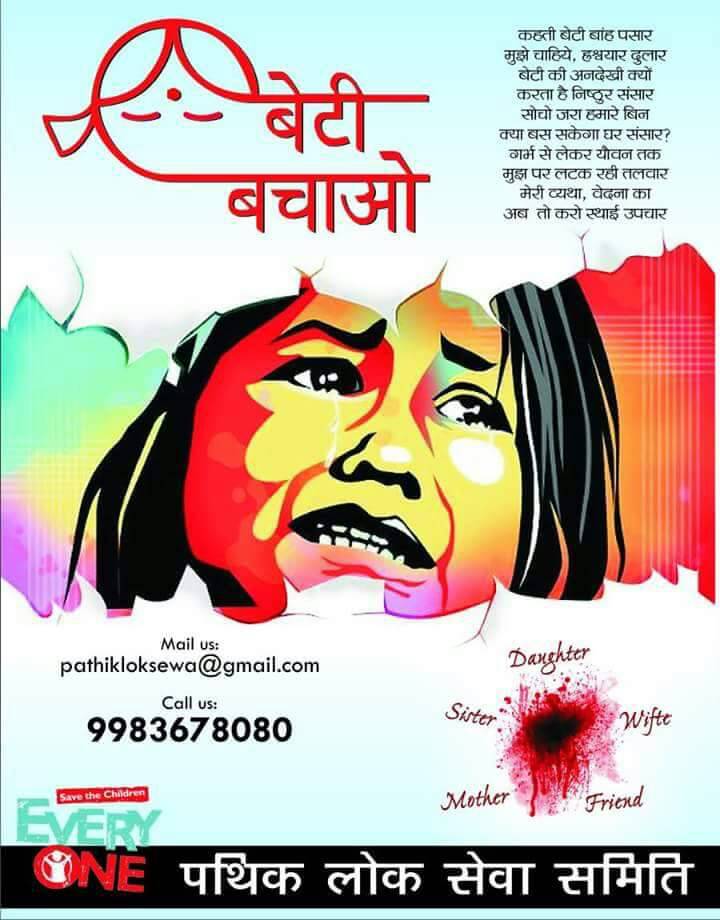 बेटी
बचाओ
कहती बेटी बांह पसार
मुझे चाहिये, ह्रश्वयार दुलार
बेटी की अनदेखी क्यों
करता है निष्ठुर संसार
सोचो जरा हमारे बिन
क्या बस सकेगा घर संसार?
गर्भ से लेकर यौवन तक
मुझ पर लटक रही तलवार
मेरी व्यथा, वेदना का
अब तो करो स्थाई उपचार
Mail us:
pathikloksewa@gmail.com
Call us:
9983678080
Daughter
Sister
Wifte
Mother
Friend
Save the Children
EVERY
ONE
पथिक लोक सेवा समिति